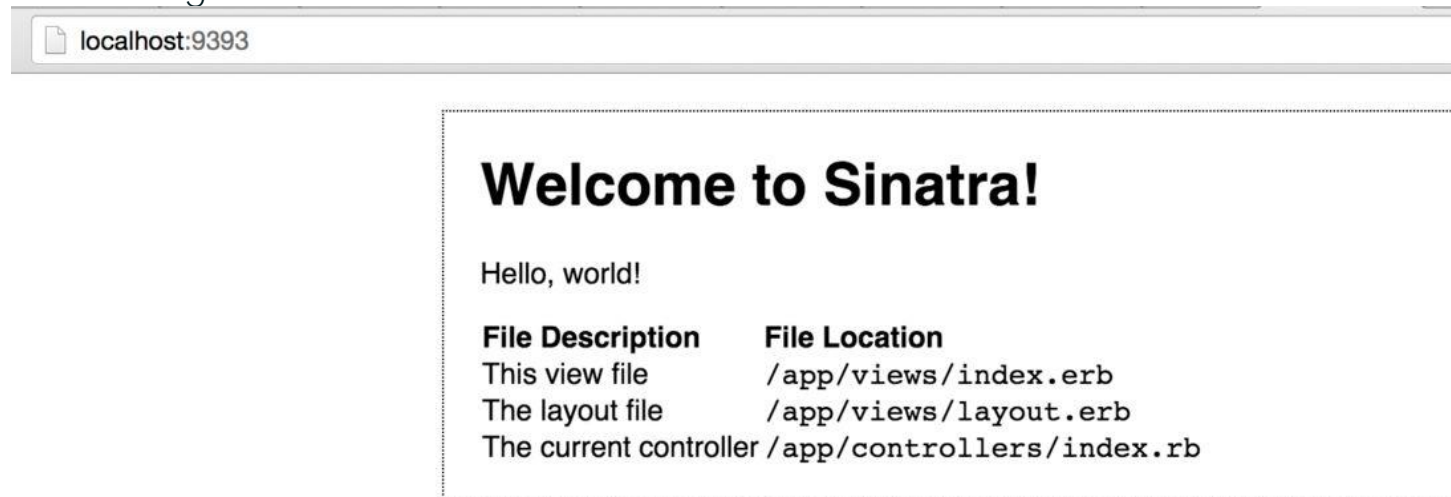 localhost:9393
Welcome to Sinatra!
Hello, world!
File Description File Location
This view file /app/views/index.erb
The layout file /app/views/layout.erb
The current controller /app/controllers/index.rb